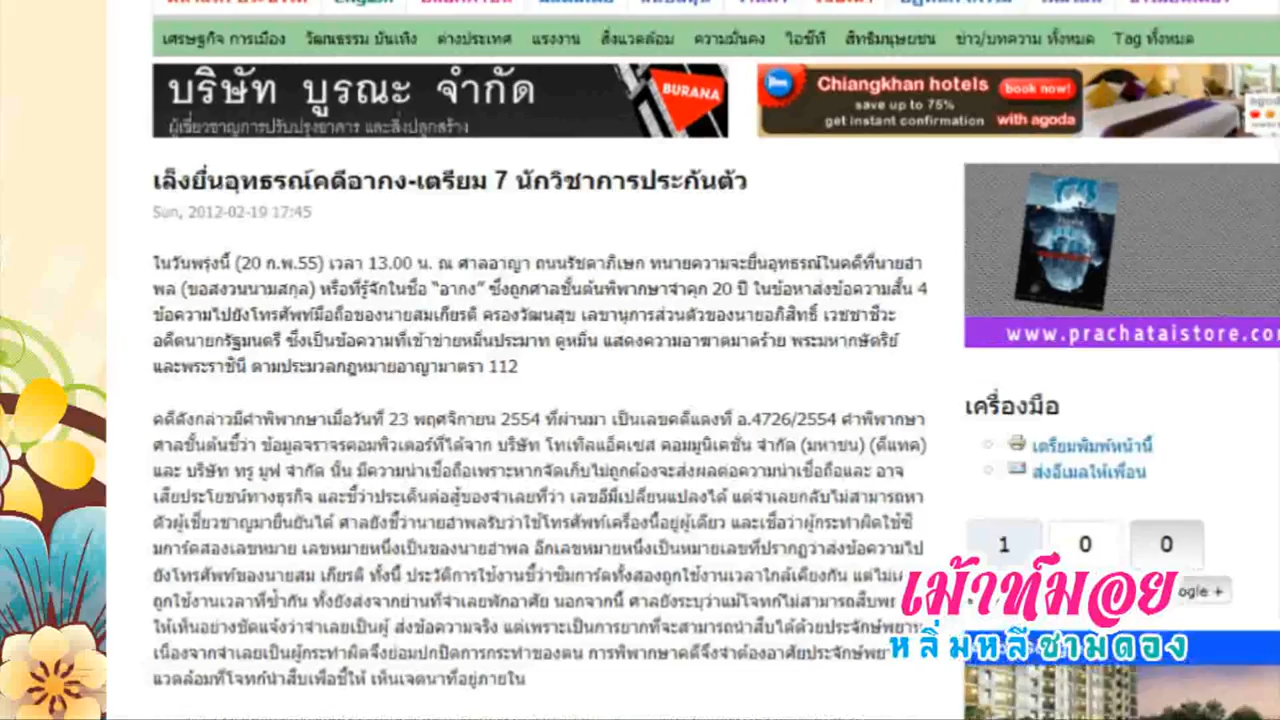 เศรษฐกิจ การเมือง วัฒนธรรม บันเทิง ต่างประเทศ แรงงาน สิ่งแวดล้อม ความมั่นคง ไอซีที สิทธิมนุษยชน ข่าว/บทความ ทั้งหมด Tag ทั้งหมด
บริษัท บูรณะ จำกัด
ผู้เชี่ยวชาญการปรับปรุงอาคาร และสิ่งปลูกสร้าง
BURANA
Chiangkhan hotels
save up to 75%
get instant confirmation
book now!
with agoda
เล็งยื่นอุทธรณ์คดีอากง-เตรียม 7 นักวิชาการประกันตัว
Sun, 2012-02-19 17:45
ในวันพรุ่งนี้ (20 ก.พ.55) เวลา 13.00 น. ณ ศาลอาญา ถนนรัชดาภิเษก ทนายความจะยื่นอุทธรณ์ในคดีที่นายอำ
พล (ขอสงวนนามสกุล) หรือที่รู้จักในชื่อ "อากง" ซึ่งถูกศาลชั้นต้นพิพากษาจำคุก 20 ปี ในข้อหาส่งข้อความสั้น 4
ข้อความไปยังโทรศัพท์มือถือของนายสมเกียรติ ครองวัฒนสุข เลขานุการส่วนตัวของนายอภิสิทธิ์ เวชชาชีวะ
อดีตนายกรัฐมนตรี ซึ่งเป็นข้อความที่เข้าข่ายหมิ่นประมาท ดูหมิ่น แสดงความอาฆาตมาดร้าย พระมหากษัตริย์
และพระราชินี ตามประมวลกฎหมายอาญามาตรา 112
คดีดังกล่าวมีคำพิพากษาเมื่อวันที่ 23 พฤศจิกายน 2554 ที่ผ่านมา เป็นเลขคดีแดงที่ อ.4726/2554 คำพิพากษา
ศาลชั้นต้นชี้ว่า ข้อมูลจราจรคอมพิวเตอร์ที่ได้จาก บริษัท โทเทิ่ลแอ็คเซส คอมมูนิเคชั่น จำกัด (มหาชน) (ดีแทค)
และ บริษัท ทรู มูฟ จำกัด นั้น มีความน่าเชื่อถือเพราะหากจัดเก็บไม่ถูกต้องจะส่งผลต่อความน่าเชื่อถือและ อาจ
เสียประโยชน์ทางธุรกิจ และชี้ว่าประเด็นต่อสู้ของจำเลยที่ว่า เลขอีมี่เปลี่ยนแปลงได้ แต่จำเลยกลับไม่สามารถหา
ตัวผู้เชี่ยวชาญมายืนยันได้ ศาลยังชี้ว่านายอำพลรับว่าใช้โทรศัพท์เครื่องนี้อยู่ผู้เดียว และเชื่อว่าผู้กระทำผิดใช้ซิ
มการ์ดสองเลขหมาย เลขหมายหนึ่งเป็นของนายอำพล อีกเลขหมายหนึ่งเป็นหมายเลขที่ปรากฏว่าส่งข้อความไป
ยังโทรศัพท์ของนายสม เกียรติ ทั้งนี้ ประวัติการใช้งานชี้ว่าซิมการ์ดทั้งสองถูกใช้งานเวลาใกล้เคียงกัน แต่ไม่เค
ถูกใช้งานเวลาที่ซ้ำกัน ทั้งยังส่งจากย่านที่จำเลยพักอาศัย นอกจากนี้ ศาลยังระบุว่าแม้โจทก์ไม่สามารถสืบพย
ให้เห็นอย่างชัดแจ้งว่าจำเลยเป็นผู้ ส่งข้อความจริง แต่เพราะเป็นการยากที่จะสามารถนำสืบได้ด้วยประจักษ์พยาน
เนื่องจากจำเลยเป็นผู้กระทำผิดจึงย่อมปกปิดการกระทำของตน การพิพากษาคดีจึงจำต้องอาศัยประจักษ์พยา
แวดล้อมที่โจทก์นำสืบเพื่อชี้ให้ เห็นเจตนาที่อยู่ภายใน
www.prachataistore.co
เครื่องมือ
เตรียมพิมพ์หน้านี้
ส่งอีเมลให้เพื่อน
1 0 0
ogle +
เม้าท์มอย
หลิ่มหลีชามดอง